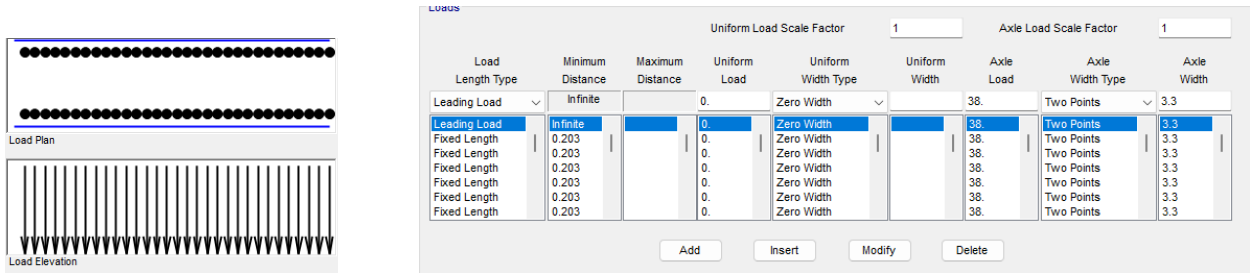 Loads
Uniform Load Scale Factor 1 Axle Load Scale Factor 1
Load Minimum Maximum Uniform Uniform Uniform Axle Axle Axle
Length Type Distance Distance Load Width Type Width Load Width Type Width
Leading Load Infinite 0. Zero Width 38. Two Points 3.3
Leading Load Infinite 0. Zero Width 38. Two Points 3.3
Fixed Length 0.203 0. Zero Width 38. Two Points 3.3
Fixed Length 0.203 0. Zero Width 38. Two Points 3.3
Fixed Length 0.203 0. Zero Width 38. Two Points 3.3
Fixed Length 0.203 0. Zero Width 38. Two Points 3.3
Fixed Length 0.203 0. Zero Width 38. Two Points 3.3
Fixed Length 0.203 0. Zero Width 38. Two Points 3.3
Add Insert Modify Delete
Load Plan
Load Elevation